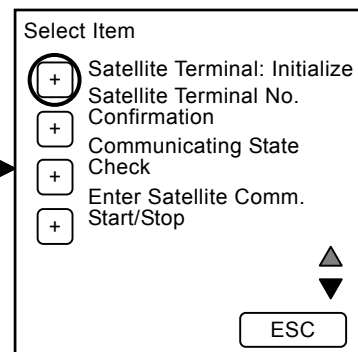 Select Item
+ Satellite Terminal: Initialize
Satellite Terminal No.
+ Confirmation
Communicating State
+ Check
Enter Satellite Comm.
+ Start/Stop
ESC